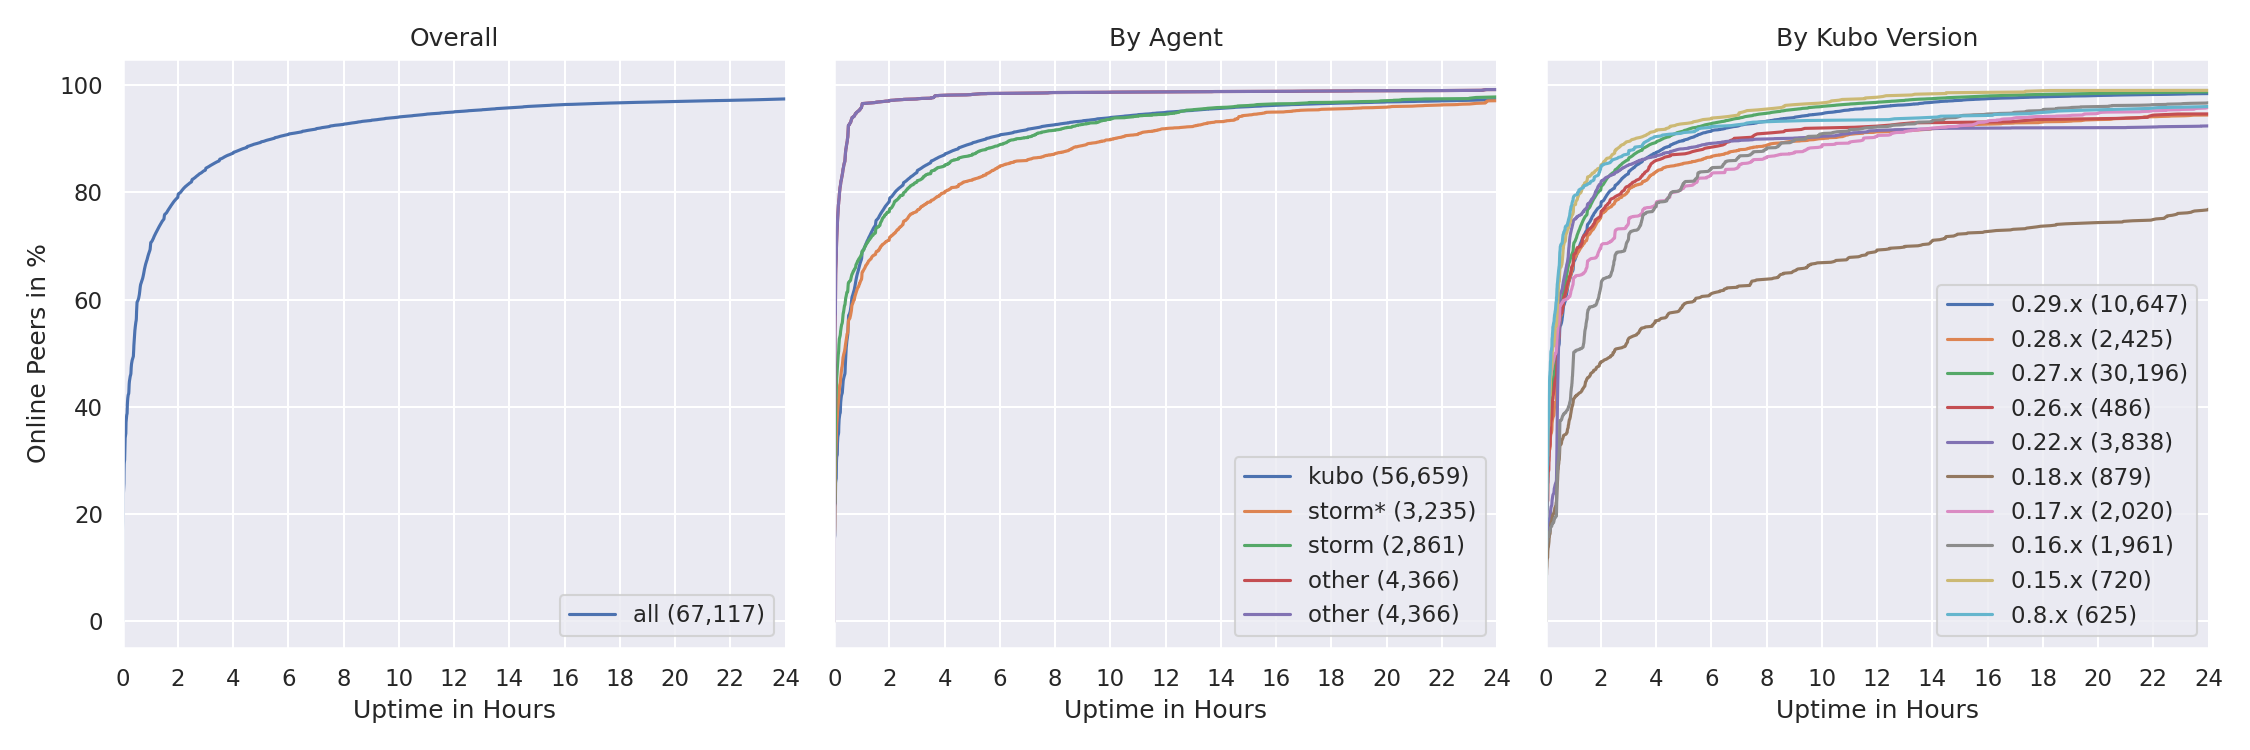 Overall
By Agent
By Kubo Version
Online Peers in %
100
80
60
40
20
0
all (67,117)
kubo (56,659)
storm* (3,235)
storm (2,861)
other (4,366)
other (4,366)
0.29.x (10,647)
0.28.x (2,425)
0.27.x (30,196)
0.26.x (486)
0.22.x (3,838)
0.18.x (879)
0.17.x (2,020)
0.16.x (1,961)
0.15.x (720)
0.8.x (625)
0 2 4 6 8 10 12 14 16 18 20 22 24
0 2 4 6 8 10 12 14 16 18 20 22 24
0 2 4 6 8 10 12 14 16 18 20 22 24
Uptime in Hours
Uptime in Hours
Uptime in Hours